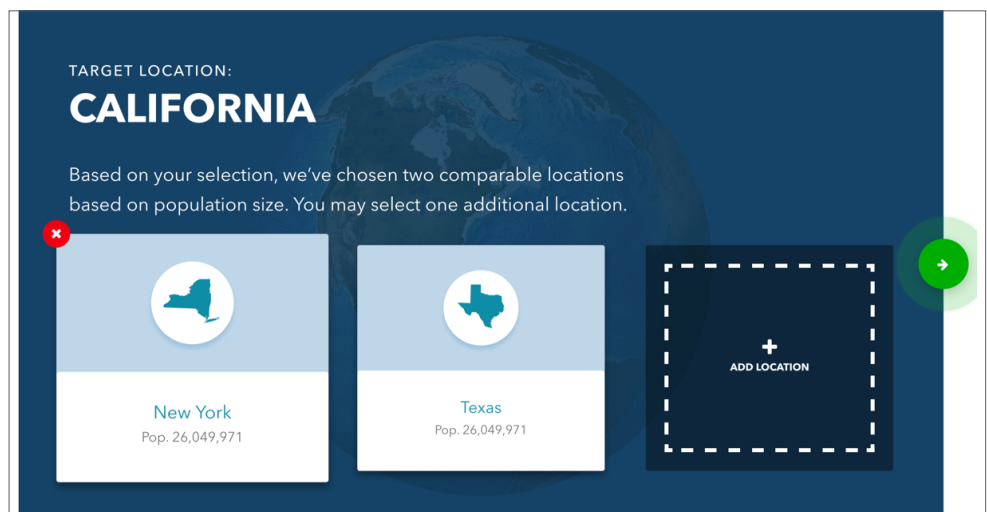 TARGET LOCATION:
CALIFORNIA
Based on your selection, we've chosen two comparable locations
based on population size. You may select one additional location.
New York
Pop. 26,049,971
Texas
Pop. 26,049,971
ADD LOCATION